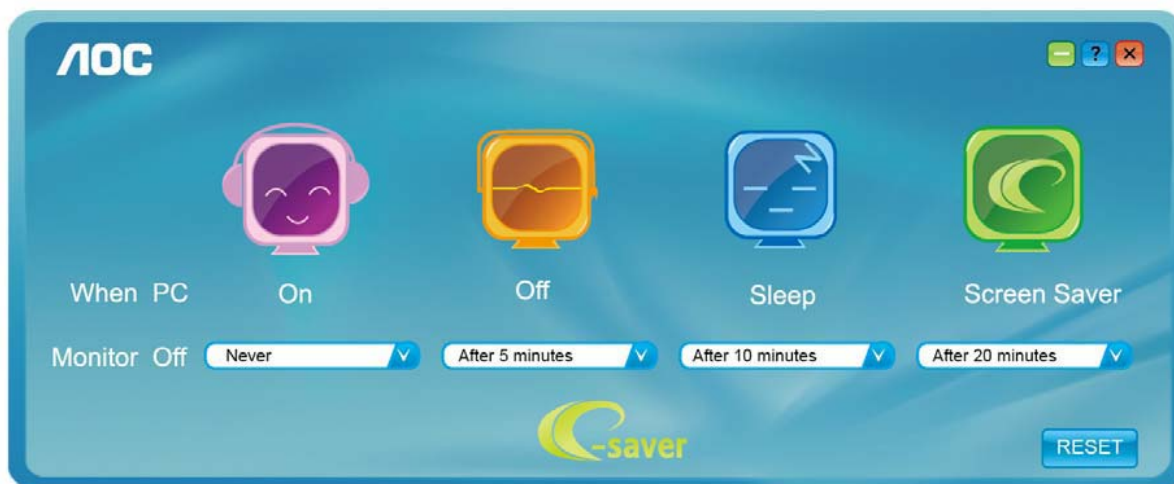 AOC
?
When PC On Off Sleep Screen Saver
Monitor Off Never After 5 minutes After 10 minutes After 20 minutes
e-saver
RESET